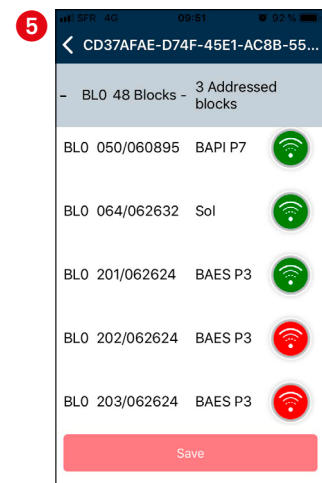 5
SFR 4G 09:51 92 %
CD37AFAE-D74F-45E1-AC8B-55...
– BL0 48 Blocks - 3 Addressed blocks
BL0 050/060895 BAPI P7
BL0 064/062632 Sol
BL0 201/062624 BAES P3
BL0 202/062624 BAES P3
BL0 203/062624 BAES P3
Save